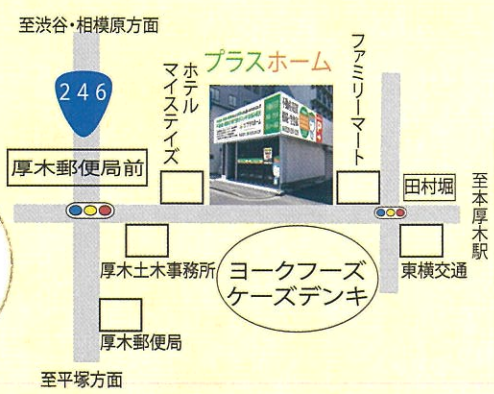 至渋谷・相模原方面
246
プラスホーム
ホテル
マイステイズ
ファミリーマート
厚木郵便局前
田村堀
至本厚木駅
厚木土木事務所
ヨークフーズ
ケーズデンキ
東横交通
厚木郵便局
至平塚方面